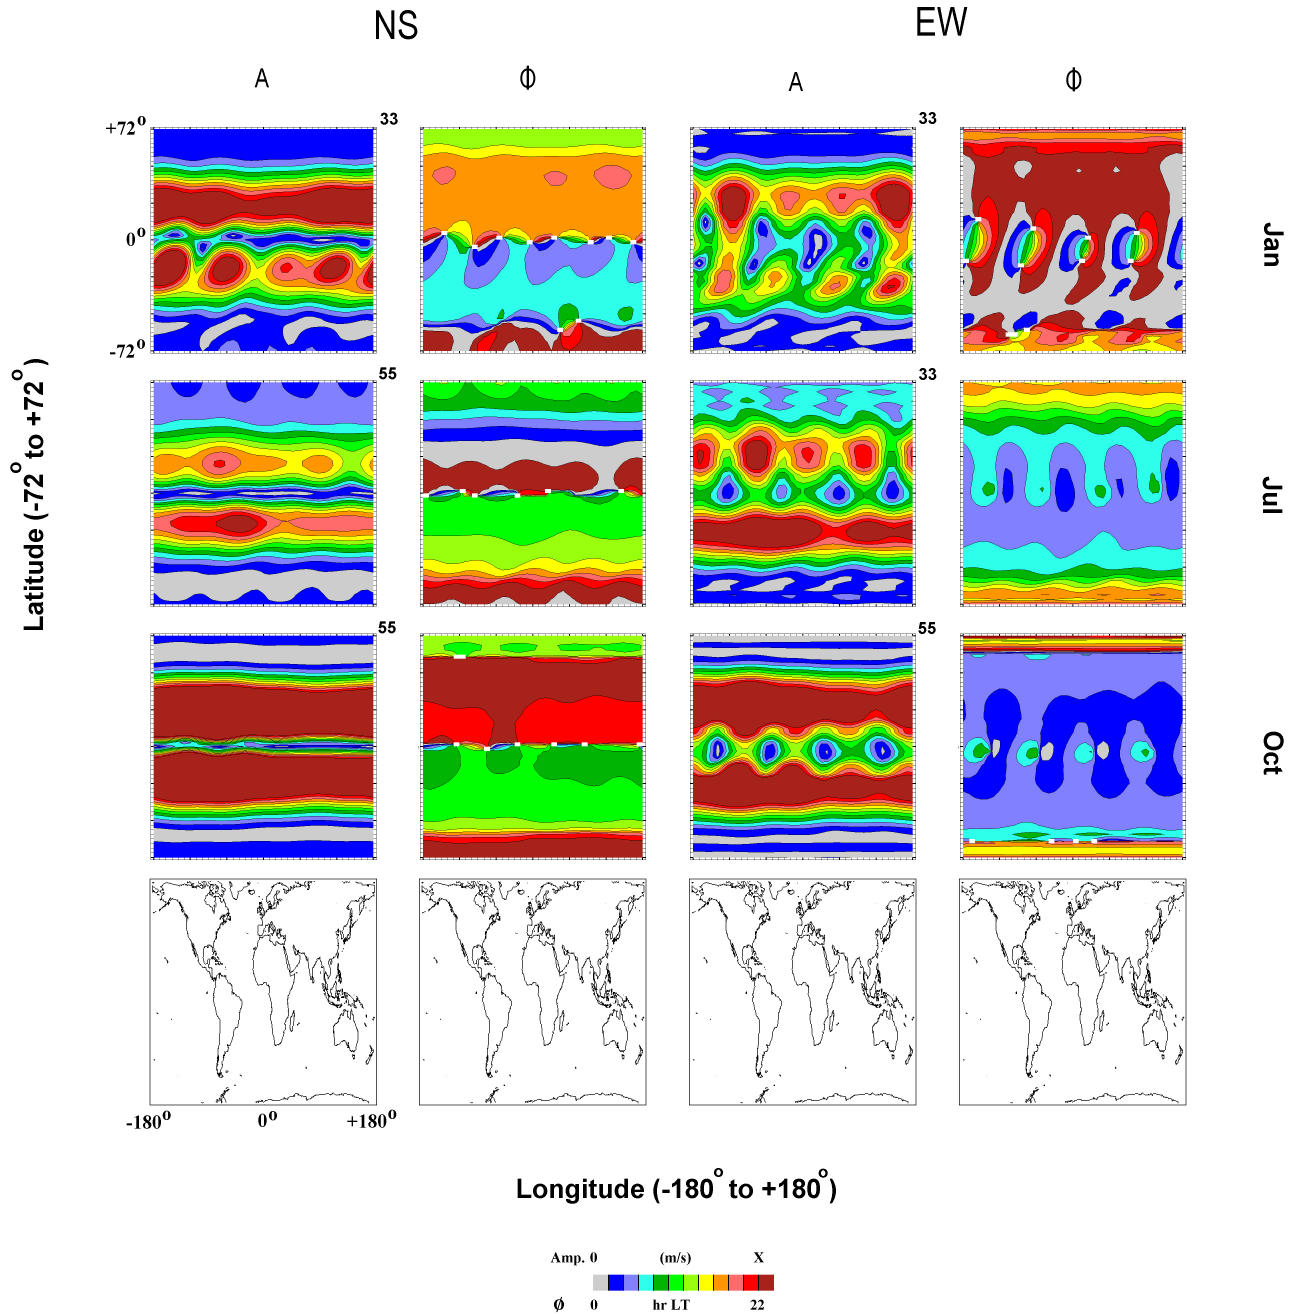 NS EW
A Φ A Φ
+72° 33 33
0°
-72°
Jan
55 33
Jul
55 55
Oct
Latitude (-72° to +72°)
-180° 0° +180°
Longitude (-180° to +180°)
Amp. 0 (m/s) X
ø 0 hr LT 22